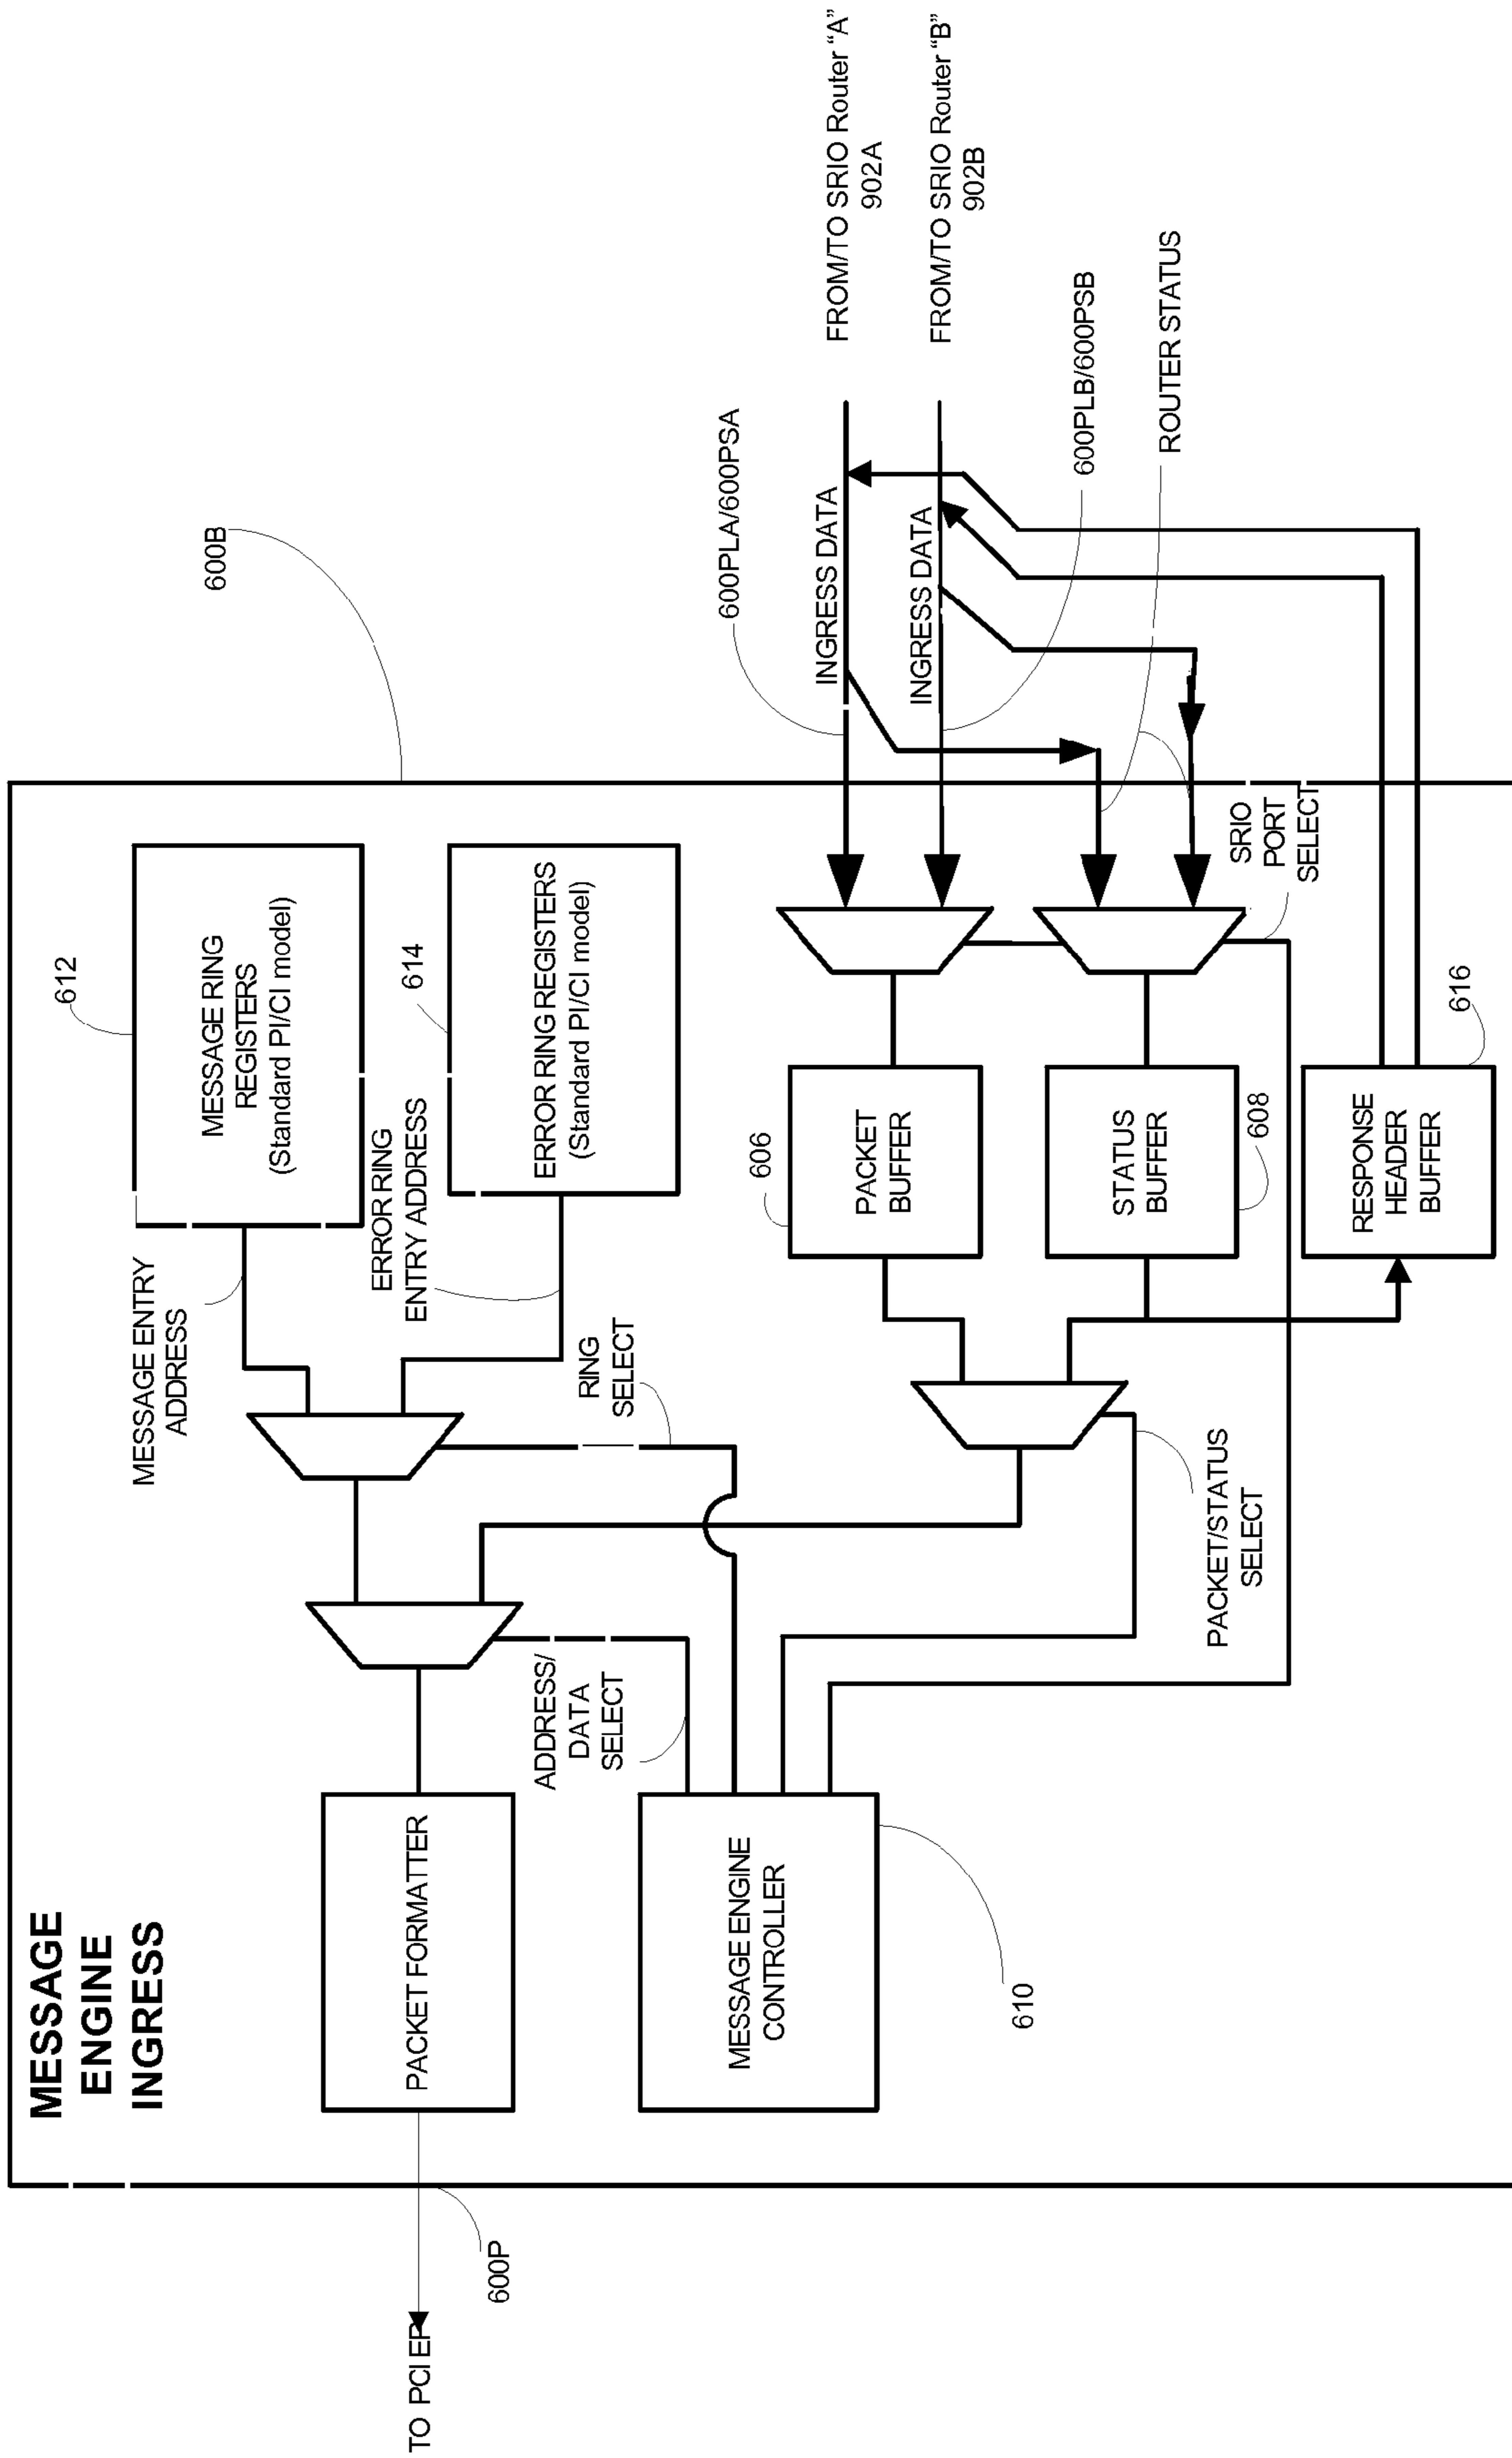 MESSAGE
ENGINE
INGRESS
TO PCI EP
600P
PACKET FORMATTER
MESSAGE ENGINE
CONTROLLER
610
ADDRESS/
DATA
SELECT
RING
SELECT
PACKET/STATUS
SELECT
MESSAGE ENTRY
ADDRESS
ERROR RING
ENTRY ADDRESS
612
MESSAGE RING
REGISTERS
(Standard PI/CI model)
614
ERROR RING REGISTERS
(Standard PI/CI model)
606
PACKET
BUFFER
STATUS
BUFFER
608
RESPONSE
HEADER
BUFFER
616
SRIO
PORT
SELECT
600B
600PLA/600PSA
INGRESS DATA
INGRESS DATA
600PLB/600PSB
ROUTER STATUS
FROM/TO SRIO Router “A”
902A
FROM/TO SRIO Router “B”
902B